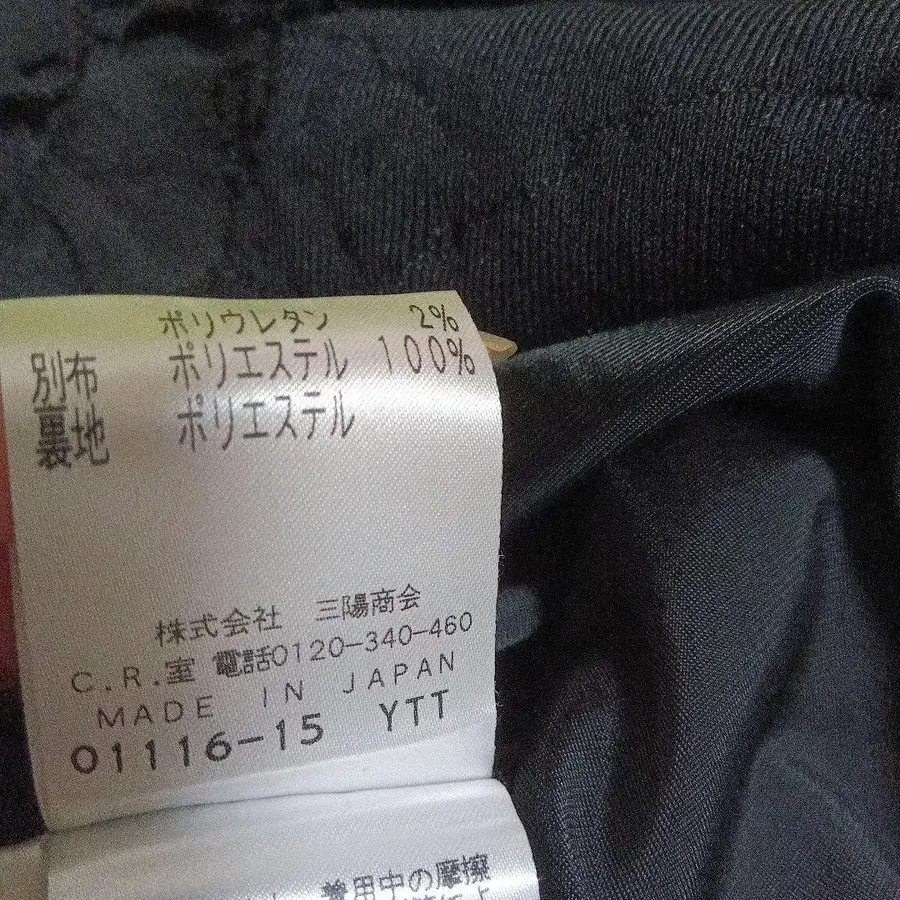 ポリウレタン 2%
別布 ポリエステル 100%
裏地 ポリエステル
株式会社 三陽商会
C.R.室 電話0120-340-460
MADE IN JAPAN
01116-15 YTT
着用中の摩擦